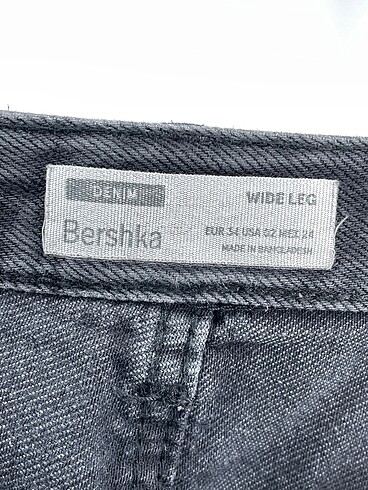 DENIM
WIDE LEG
Bershka
EUR 34 USA 02 MEX 24
MADE IN BANGLADESH